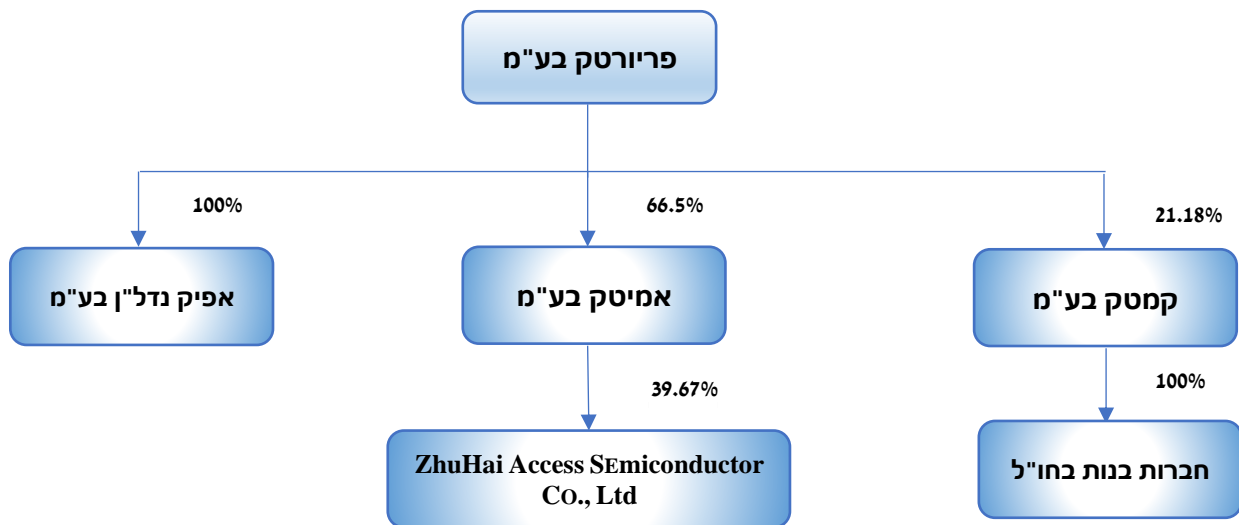 פריורטק בע"מ
100%
66.5%
21.18%
אפיק נדל"ן בע"מ
אמיטק בע"מ
קמטק בע"מ
39.67%
100%
ZhuHai Access SEmiconductor
CO., Ltd
חברות בנות בחו"ל